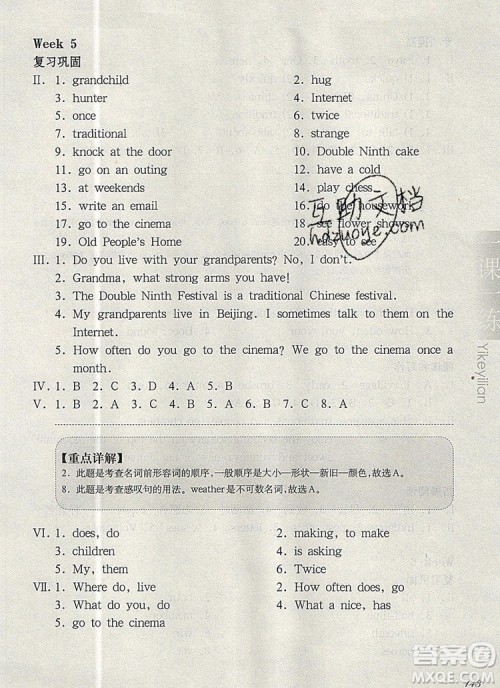 Week 5
复习巩固
II. 1. grandchild 2. hug
3. hunter 4. Internet
5. once 6. twice
7. traditional 8. strange
9. knock at the door 10. Double Ninth cake
11. go on an outing 12. have a cold
13. at weekends 14. play chess
15. write an email 16. do the housework
17. go to the cinema 18. see flower shows
19. Old People's Home 20. easy to see
III. 1. Do you live with your grandparents? No, I don't.
2. Grandma, what strong arms you have!
3. The Double Ninth Festival is a traditional Chinese festival.
4. My grandparents live in Beijing. I sometimes talk to them on the
Internet.
5. How often do you go to the cinema? We go to the cinema once a
month.
IV. 1. B 2. C 3. D 4. A 5. B
V. 1. B 2. A 3. B 4. A 5. B 6. A 7. C 8. A
【重点详解】
2. 此题是考查名词前形容词的顺序，一般顺序是大小—形状—新旧—颜色，故选A。
8. 此题是考查感叹句的用法。weather是不可数名词，故选A。
VI. 1. does, do 2. making, to make
3. children 4. is asking
5. My, them 6. Twice
VII. 1. Where do, live 2. How often does, go
3. What do you, do 4. What a nice, has
5. go to the cinema
互助文档
hdzuoye.com
课
练
Yikeyilian
145
作业帮
MXQE.COM